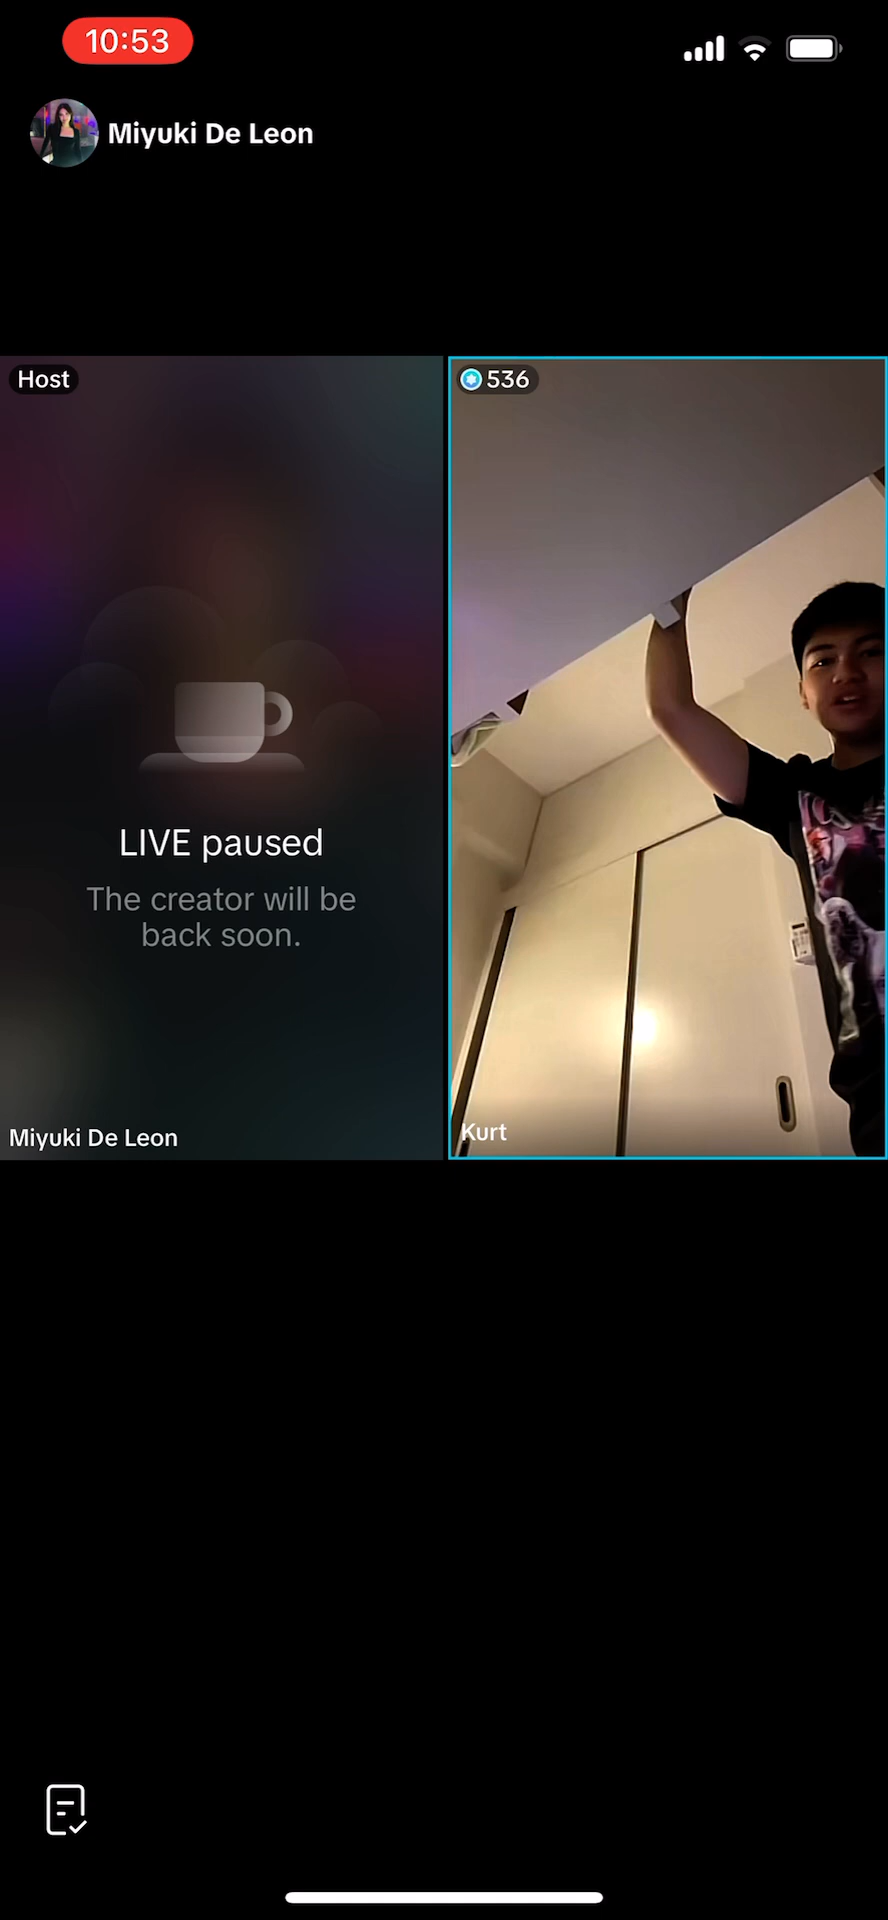 10:53
Miyuki De Leon
Host
536
LIVE paused
The creator will be
back soon.
Miyuki De Leon
Kurt